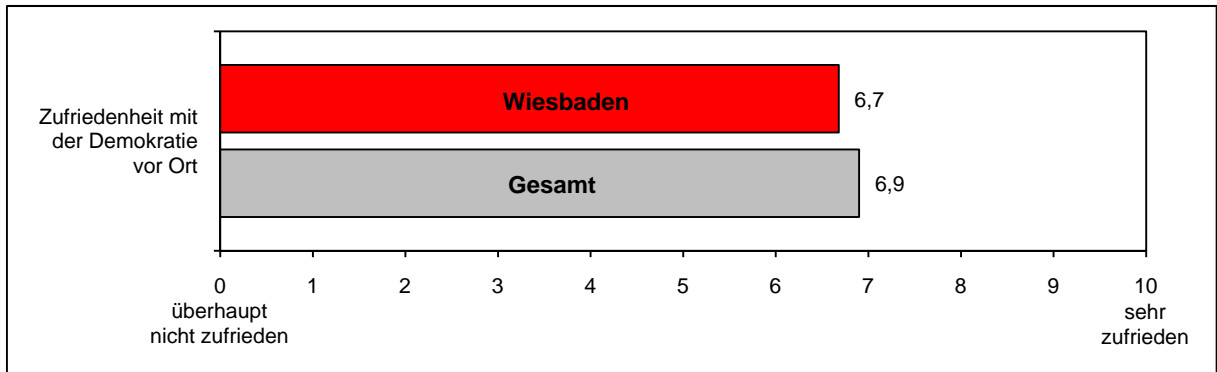 Zufriedenheit mit
der Demokratie
vor Ort
Wiesbaden
6,7
Gesamt
6,9
0 1 2 3 4 5 6 7 8 9 10
überhaupt
nicht zufrieden
sehr
zufrieden